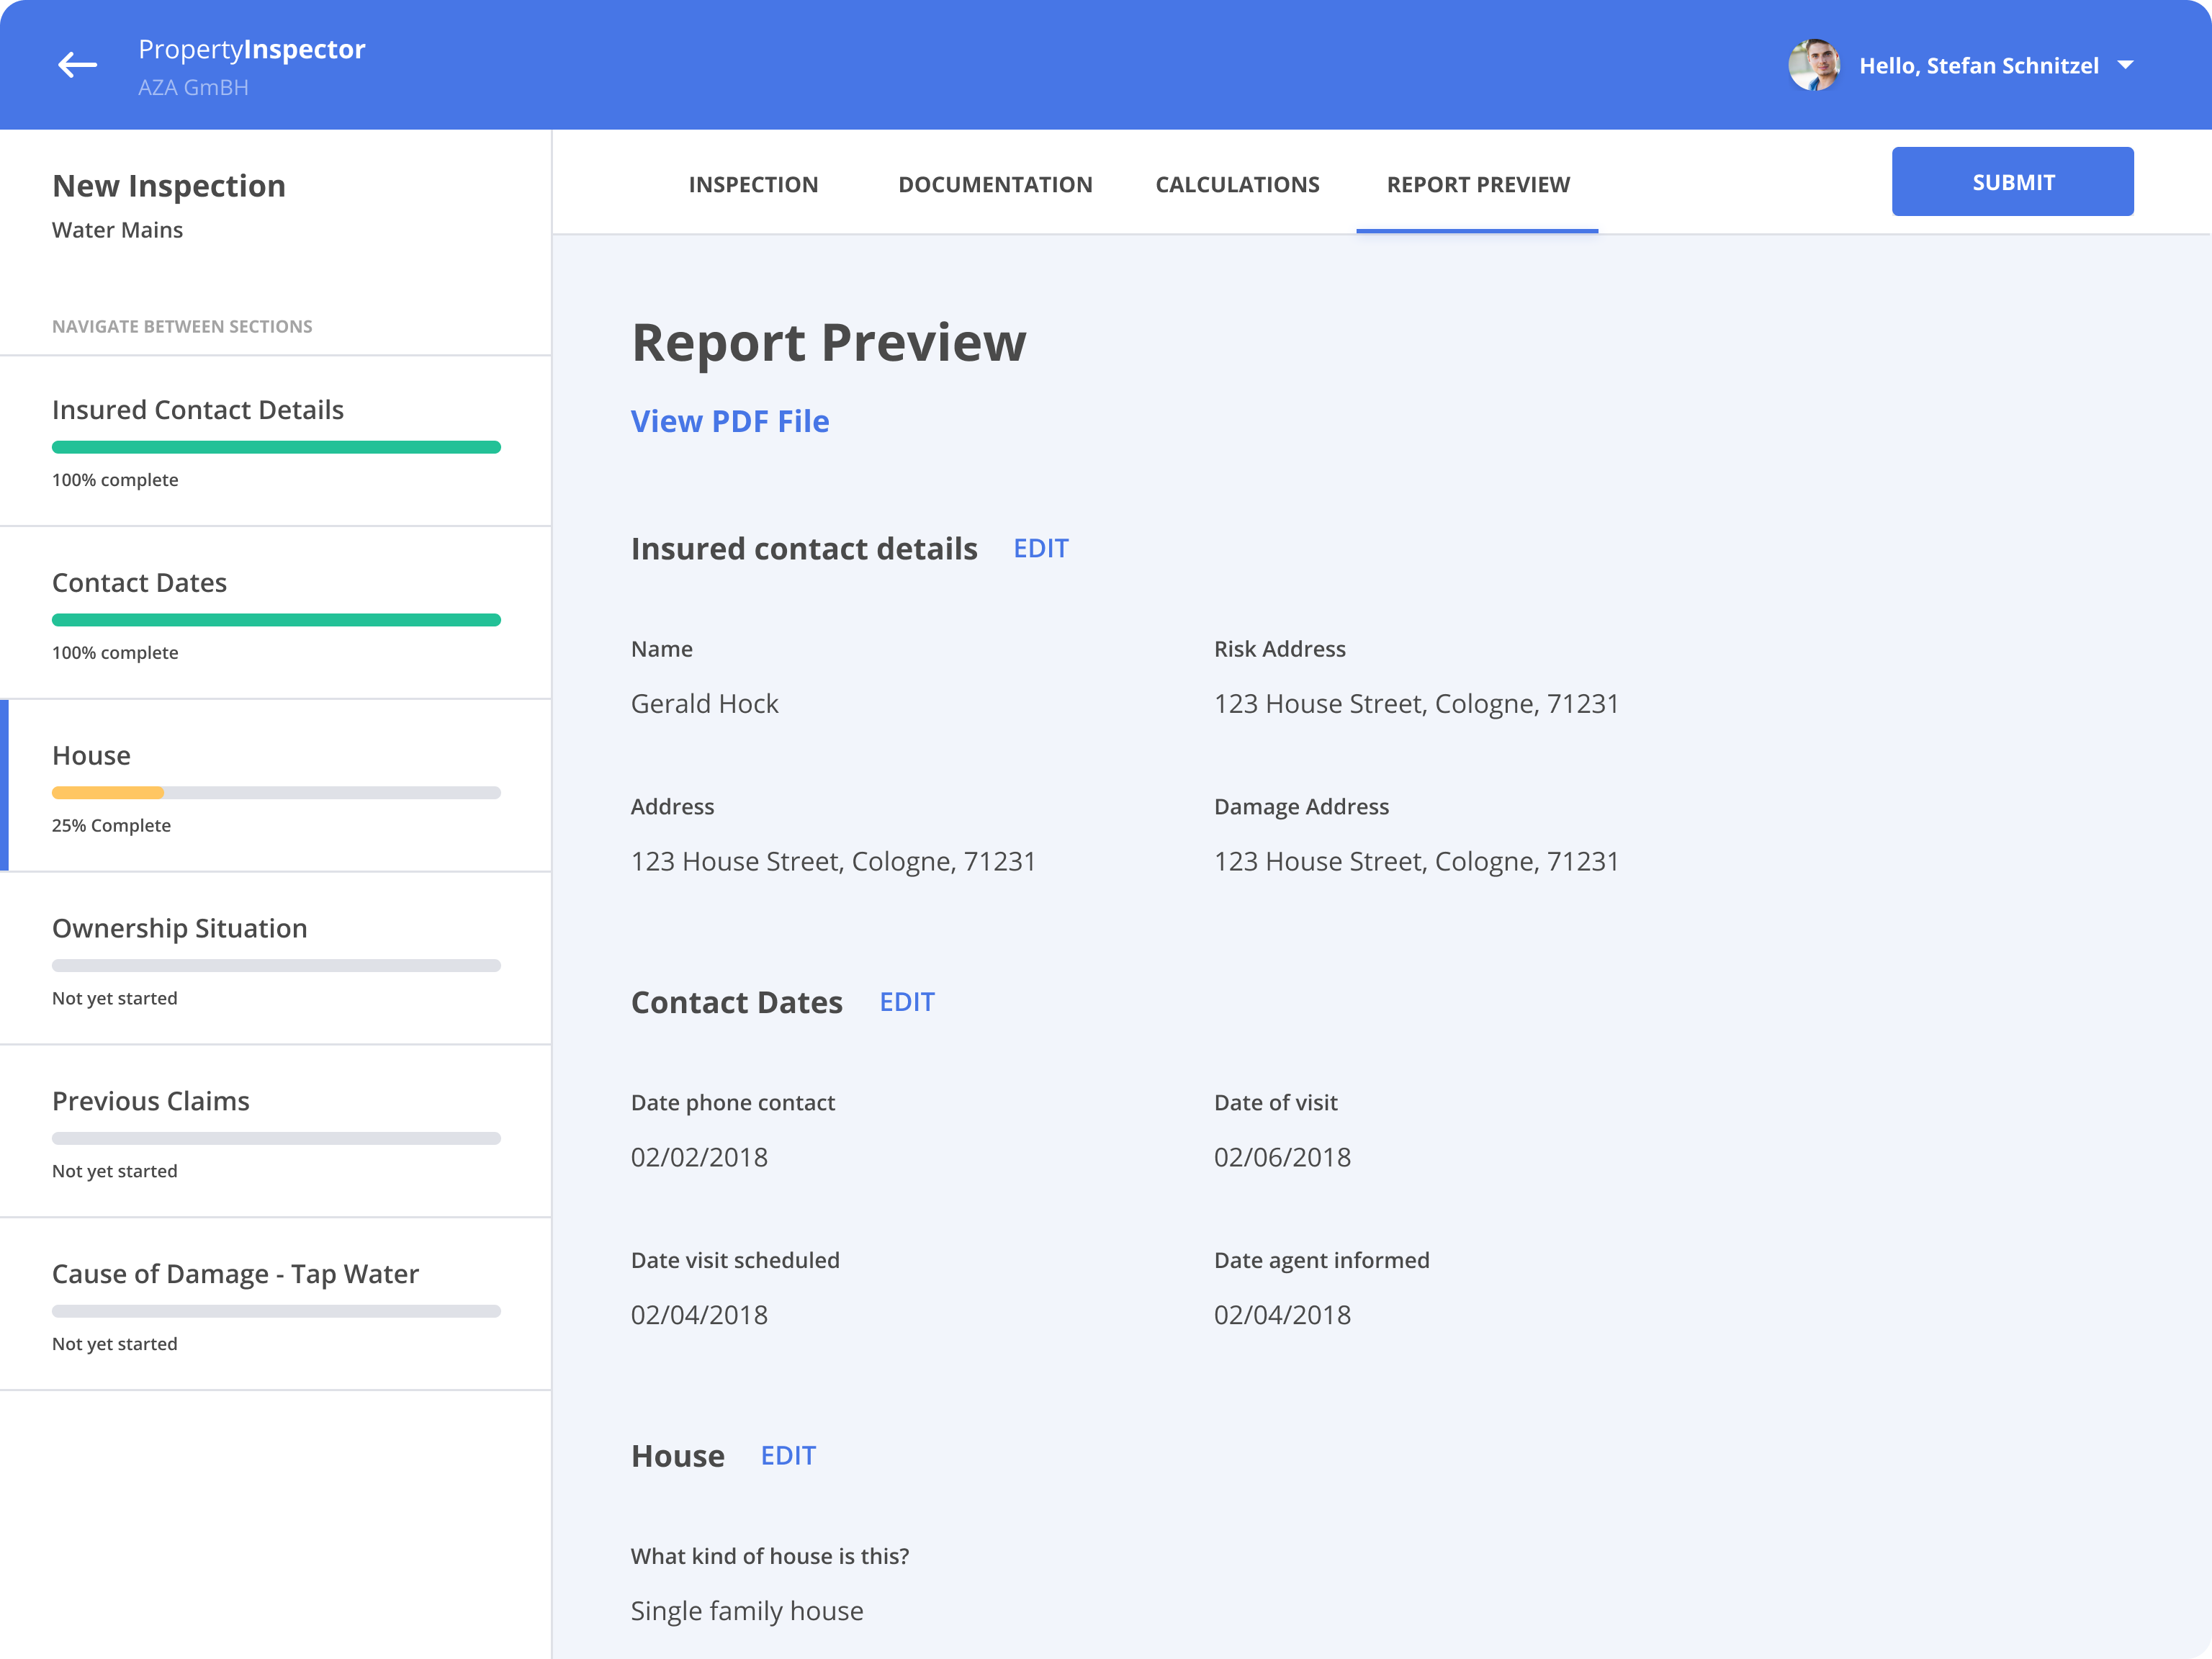 PropertyInspector
AZA GmBH
Hello, Stefan Schnitzel
New Inspection
Water Mains
NAVIGATE BETWEEN SECTIONS
Insured Contact Details
100% complete
Contact Dates
100% complete
House
25% Complete
Ownership Situation
Not yet started
Previous Claims
Not yet started
Cause of Damage - Tap Water
Not yet started
INSPECTION DOCUMENTATION CALCULATIONS REPORT PREVIEW SUBMIT
Report Preview
View PDF File
Insured contact details EDIT
Name
Gerald Hock
Risk Address
123 House Street, Cologne, 71231
Address
123 House Street, Cologne, 71231
Damage Address
123 House Street, Cologne, 71231
Contact Dates EDIT
Date phone contact
02/02/2018
Date of visit
02/06/2018
Date visit scheduled
02/04/2018
Date agent informed
02/04/2018
House EDIT
What kind of house is this?
Single family house